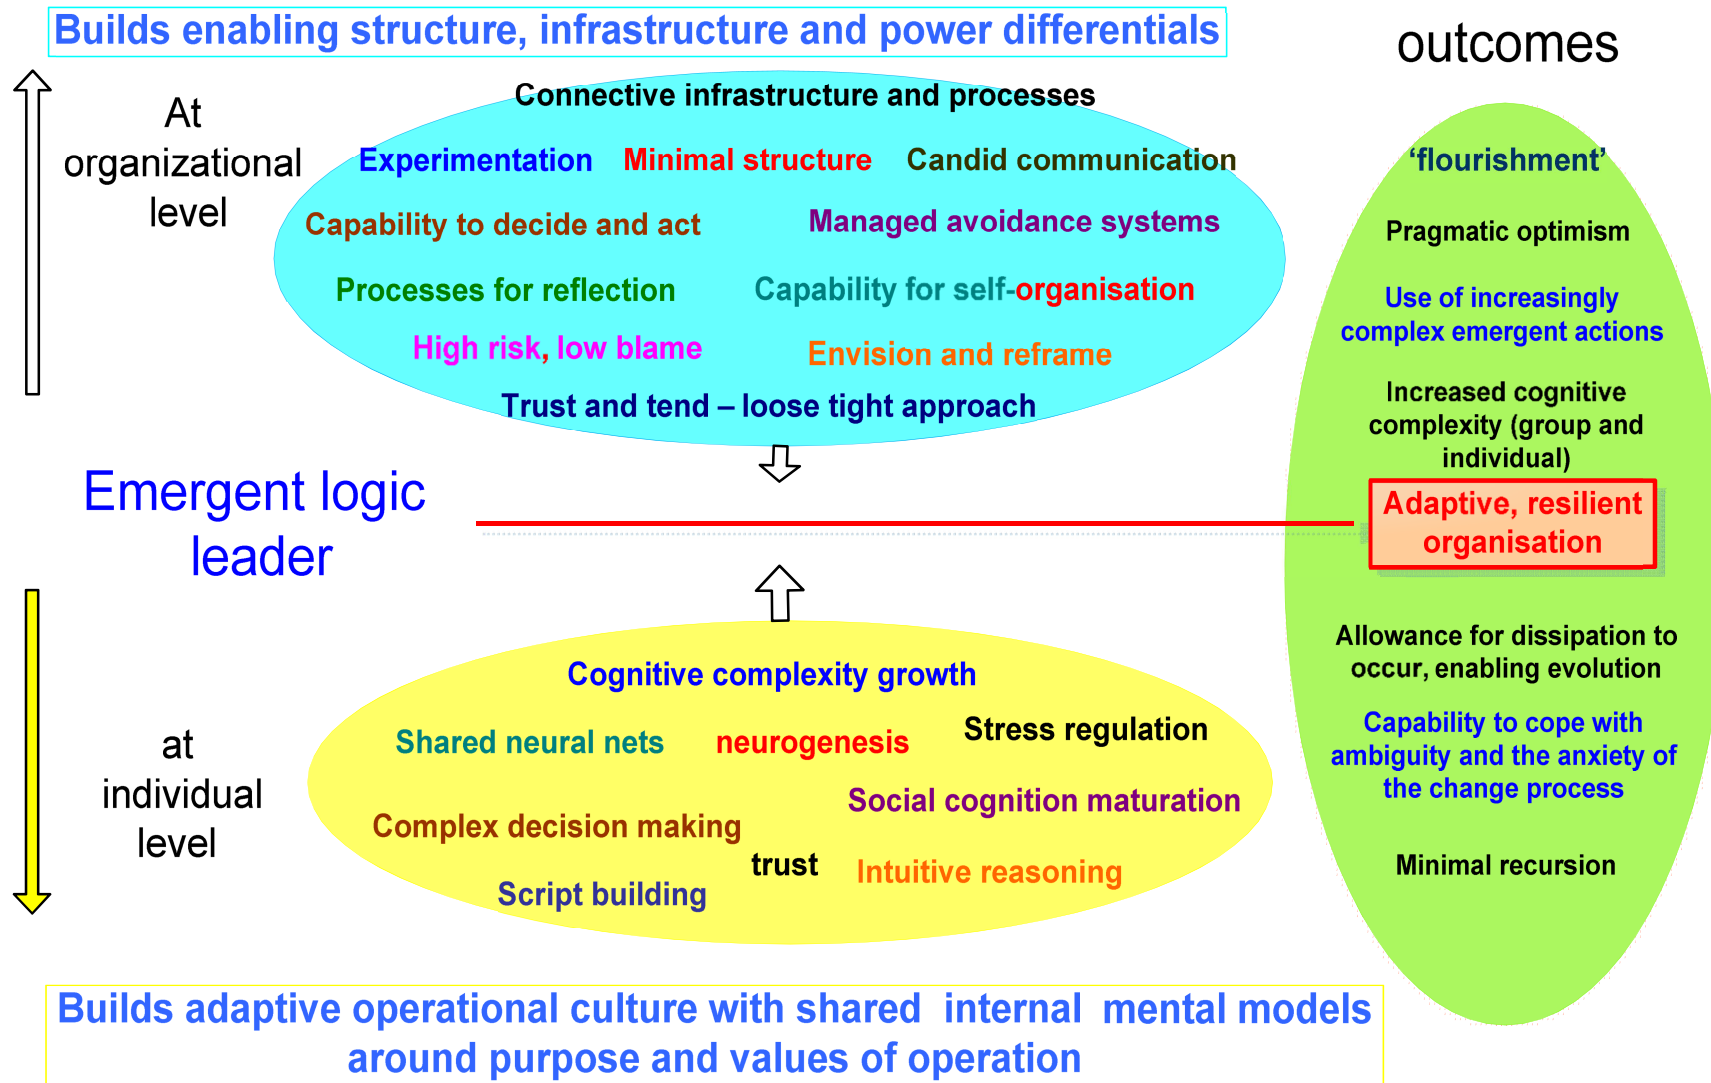 Builds enabling structure, infrastructure and power differentials
outcomes
At
organizational
level
Connective infrastructure and processes
Experimentation
Minimal structure
Candid communication
Capability to decide and act
Managed avoidance systems
Processes for reflection
Capability for self-organisation
High risk, low blame
Envision and reframe
Trust and tend – loose tight approach
Emergent logic
leader
at
individual
level
Cognitive complexity growth
Shared neural nets
neurogenesis
Stress regulation
Social cognition maturation
Complex decision making
trust
Intuitive reasoning
Script building
‘flourishment’
Pragmatic optimism
Use of increasingly
complex emergent actions
Increased cognitive
complexity (group and
individual)
Adaptive, resilient
organisation
Allowance for dissipation to
occur, enabling evolution
Capability to cope with
ambiguity and the anxiety of
the change process
Minimal recursion
Builds adaptive operational culture with shared internal mental models
around purpose and values of operation